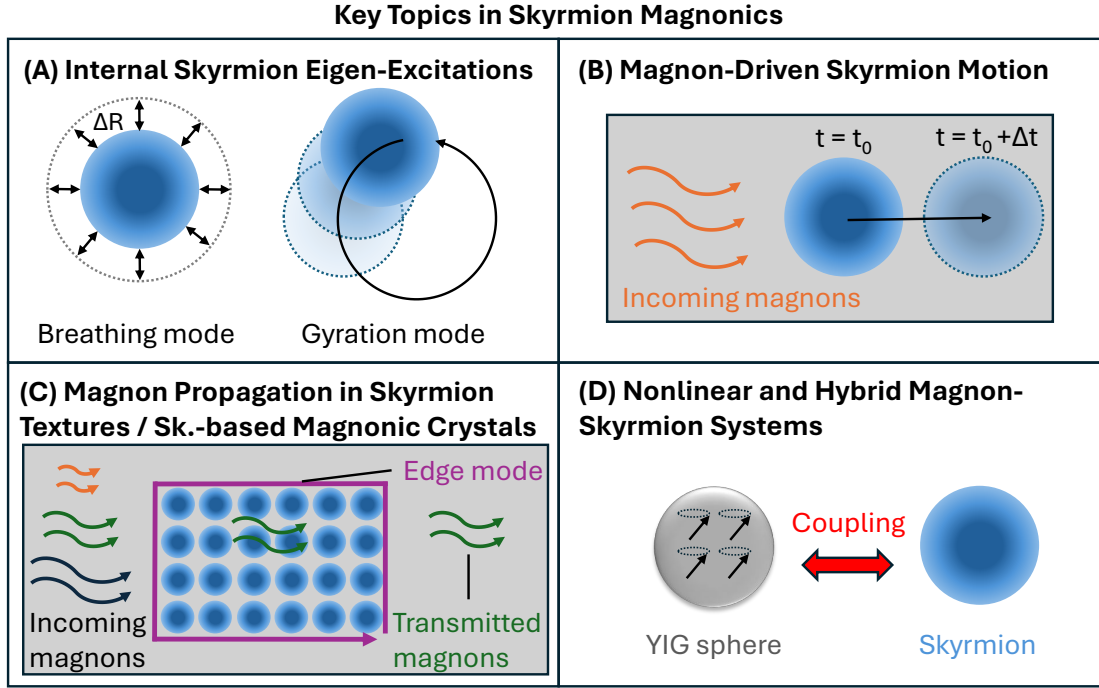 Key Topics in Skyrmion Magnonics
(A) Internal Skyrmion Eigen-Excitations
ΔR
Breathing mode
Gyration mode
(B) Magnon-Driven Skyrmion Motion
t = t₀
t = t₀ +Δt
Incoming magnons
(C) Magnon Propagation in Skyrmion
Textures / Sk.-based Magnonic Crystals
Edge mode
Incoming
magnons
Transmitted
magnons
(D) Nonlinear and Hybrid Magnon-
Skyrmion Systems
Coupling
YIG sphere
Skyrmion